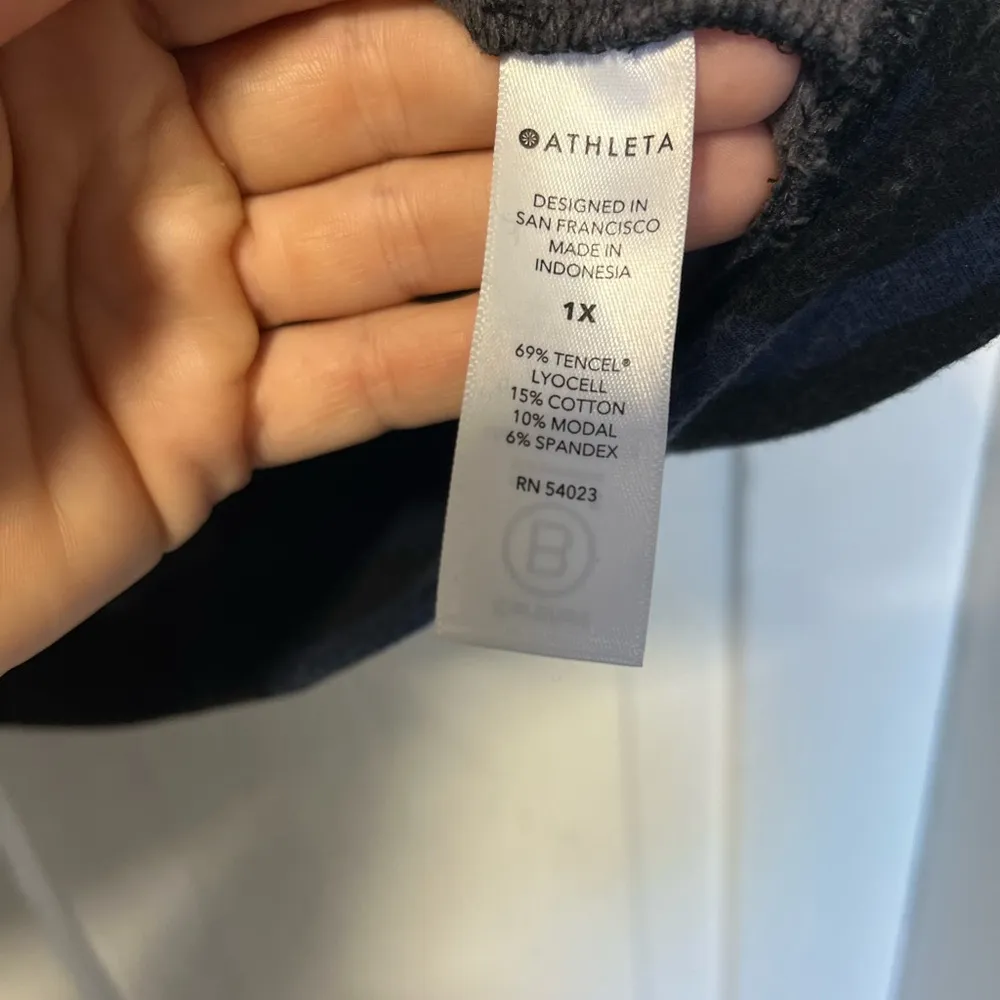 ATHLETA
DESIGNED IN
SAN FRANCISCO
MADE IN
INDONESIA
1X
69% TENCEL®
LYOCELL
15% COTTON
10% MODAL
6% SPANDEX
RN 54023
B